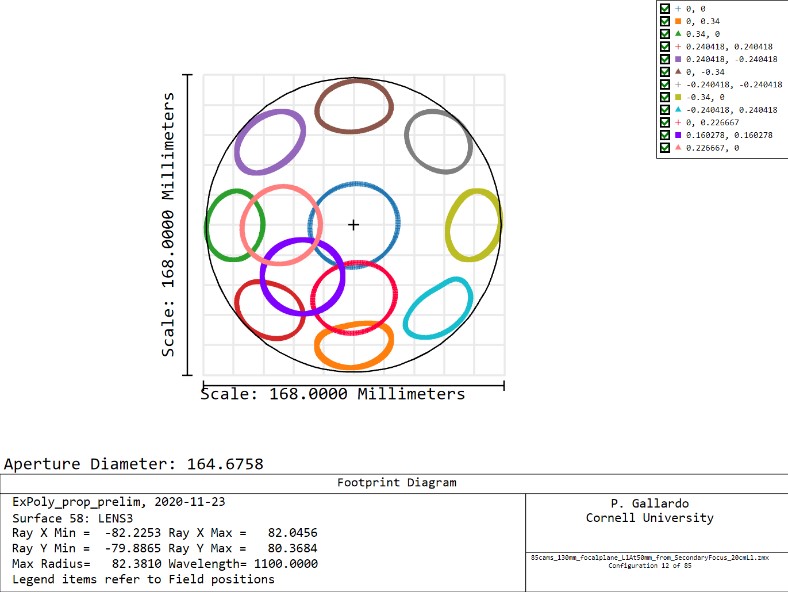 0, 0
0, 0.34
0.34, 0
0.240418, 0.240418
0.240418, -0.240418
0, -0.34
-0.240418, -0.240418
-0.34, 0
-0.240418, 0.240418
0, 0.226667
0.160278, 0.160278
0.226667, 0
Scale: 168.0000 Millimeters
Scale: 168.0000 Millimeters
Aperture Diameter: 164.6758
Footprint Diagram
ExPoly_prop_prelim, 2020-11-23
Surface 58: LENS3
Ray X Min = -82.2253 Ray X Max = 82.0456
Ray Y Min = -79.8865 Ray Y Max = 80.3684
Max Radius= 82.3810 Wavelength= 1100.0000
Legend items refer to Field positions
P. Gallardo
Cornell University
85cams_130mm_focalplane_L1At50mm_from_SecondaryFocus_20cmLl.zmx
Configuration 12 of 85